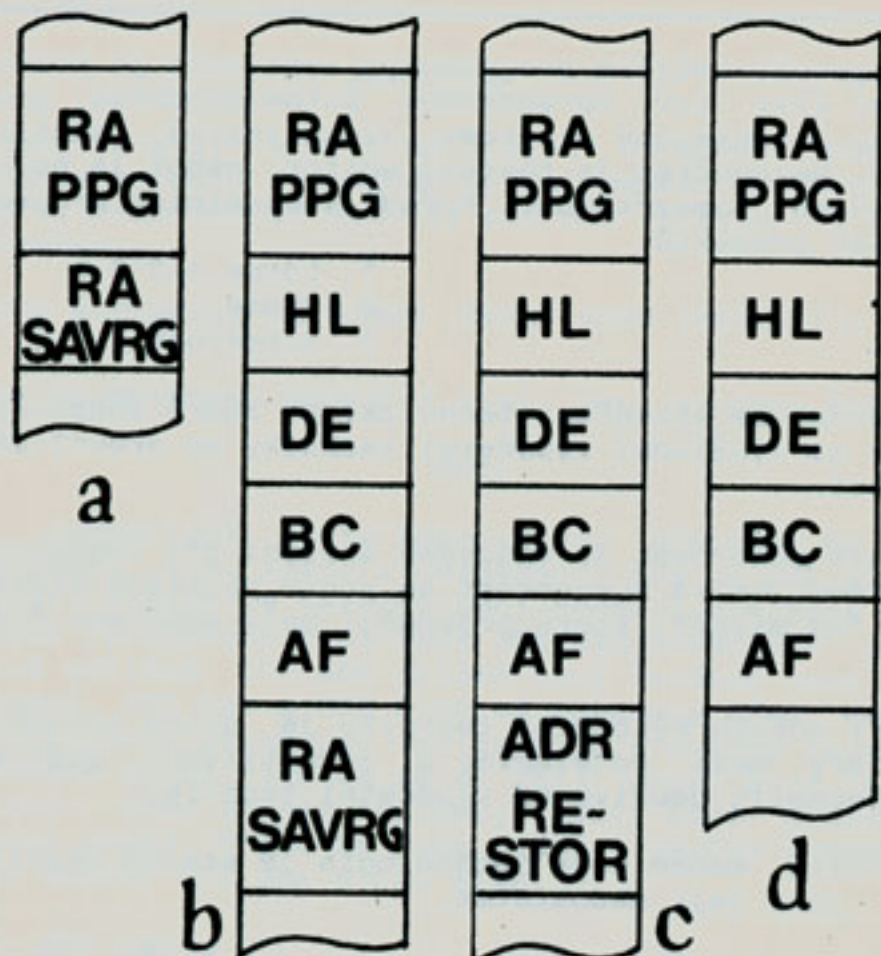 RA
PPG
RA
SAVRG
a
RA
PPG
HL
DE
BC
AF
RA
SAVRG
b
RA
PPG
HL
DE
BC
AF
ADR
RE-
STOR
c
RA
PPG
HL
DE
BC
AF
d